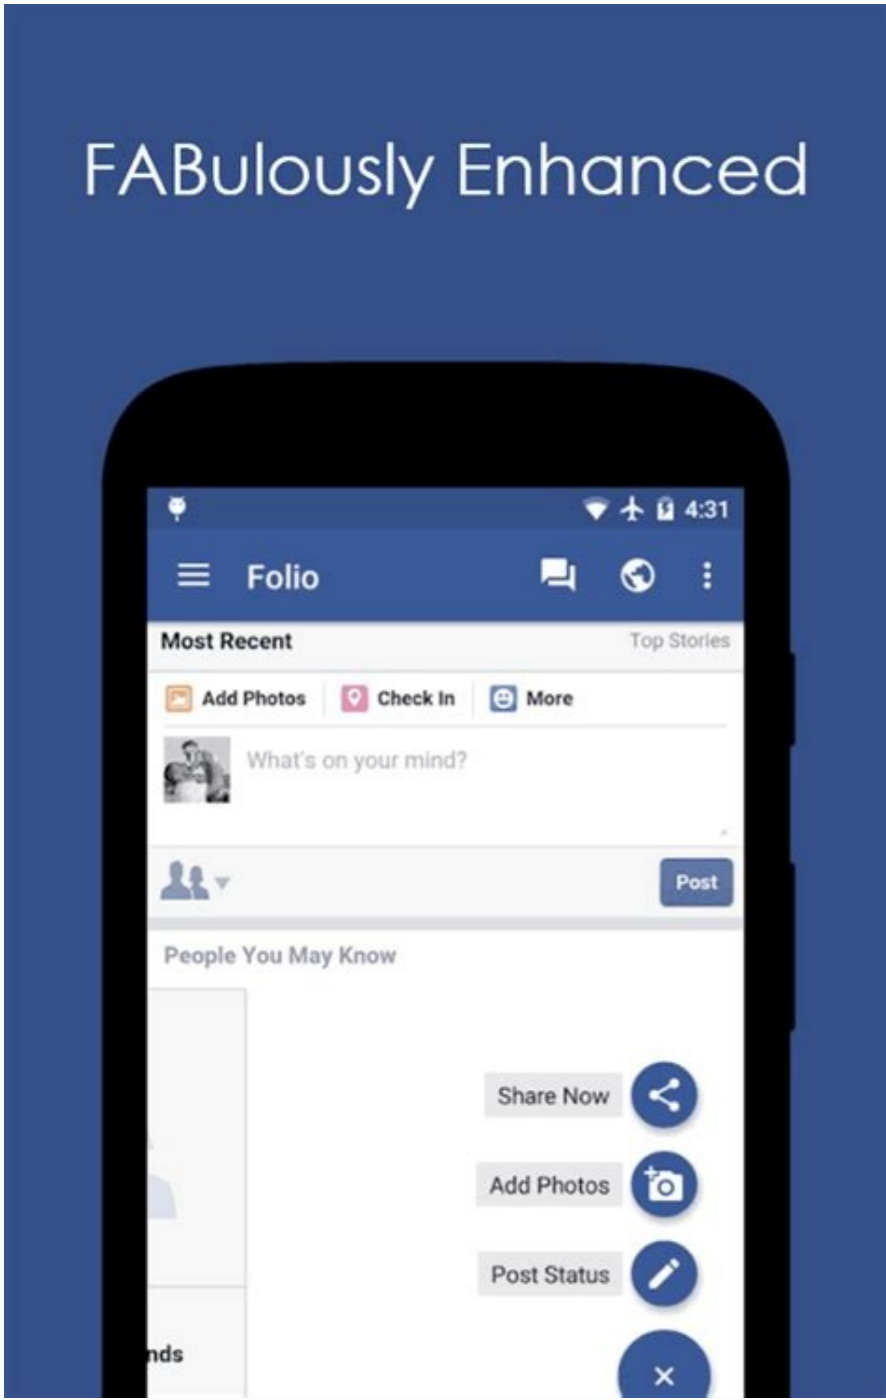 FABulously Enhanced
4:31
Folio
Most Recent Top Stories
Add Photos Check In More
What's on your mind?
Post
People You May Know
Share Now
Add Photos
Post Status
nds